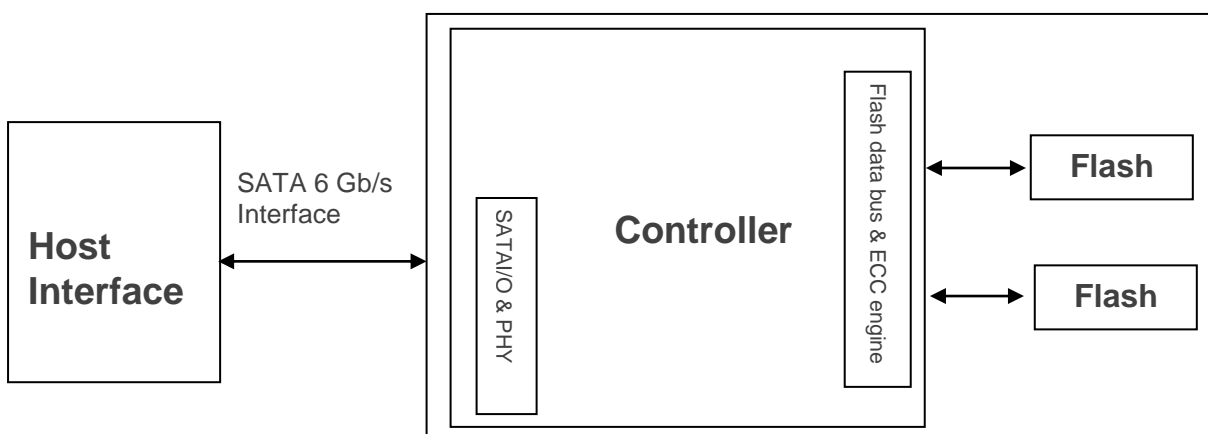 Host
Interface
SATA 6 Gb/s
Interface
SATAI/O & PHY
Controller
Flash data bus & ECC engine
Flash
Flash